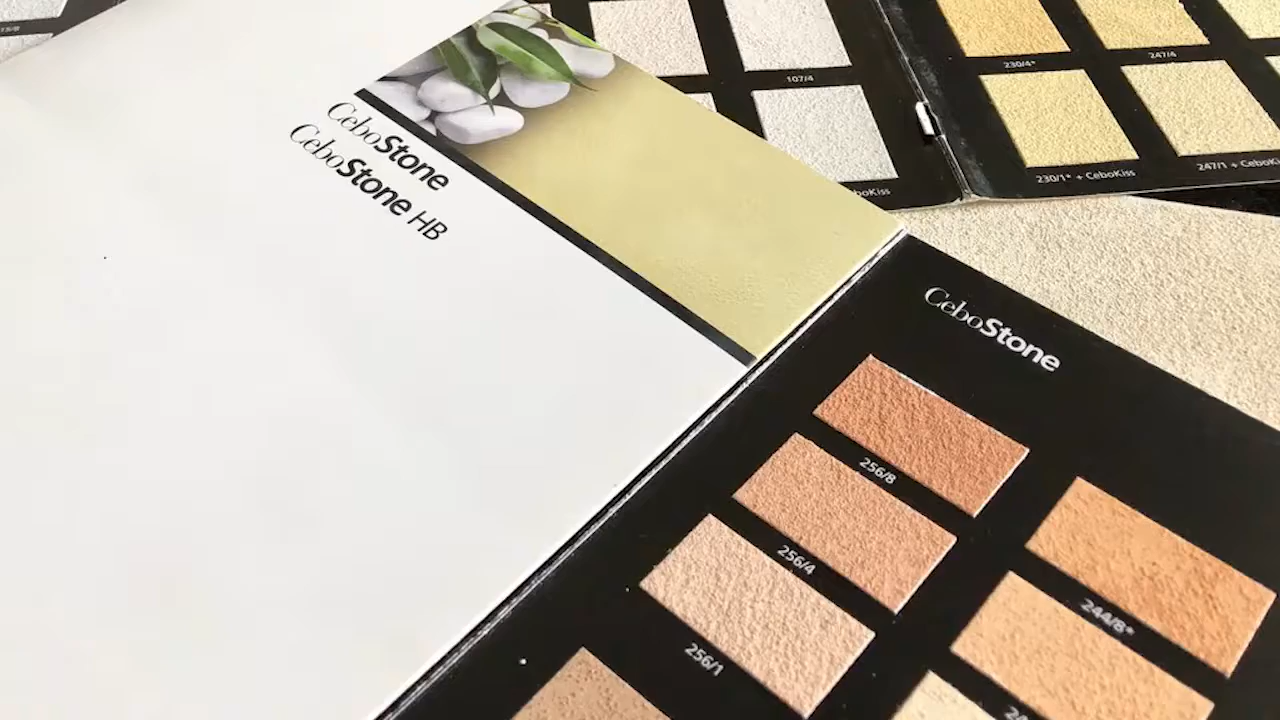 107/4
230/4*
247/4
230/1* + CeboKiss
CeboStone
CeboStone HB
CeboStone
256/8
256/4
256/1
244/8*